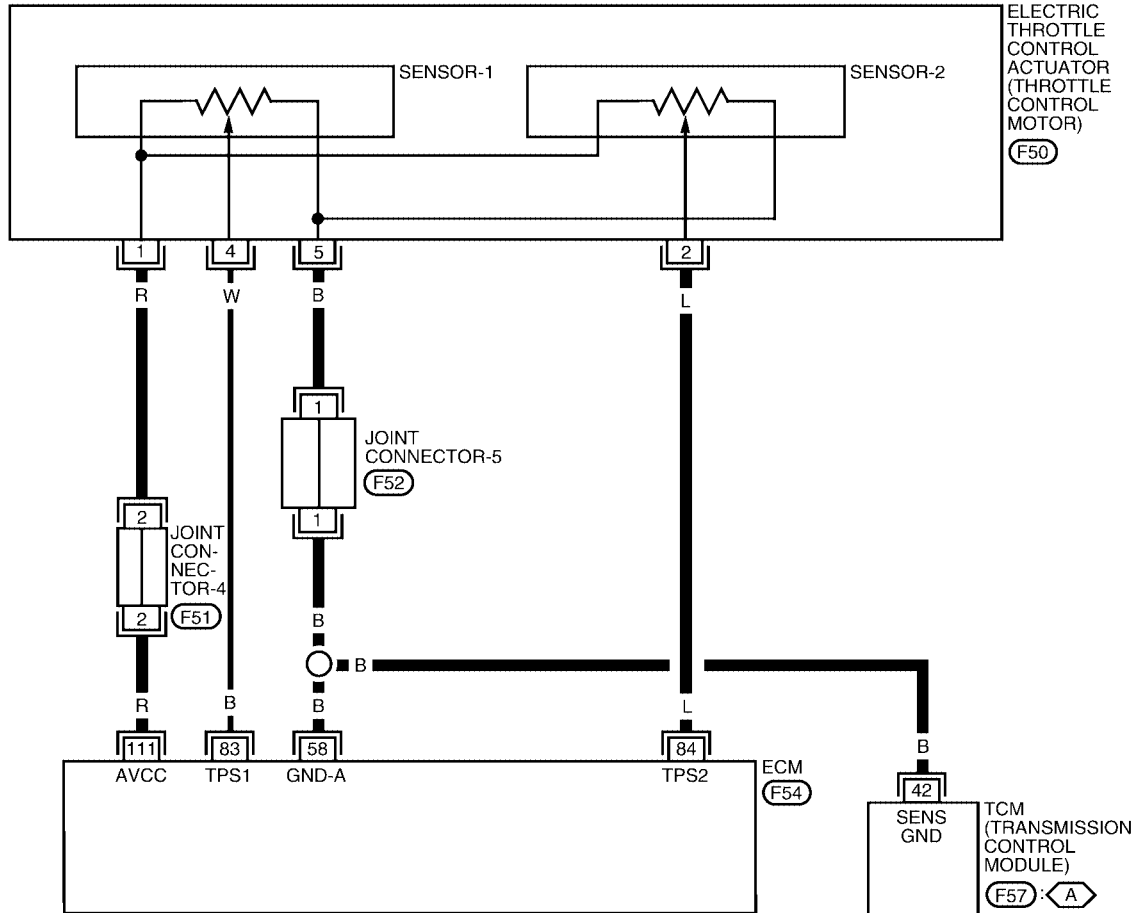 ELECTRIC
THROTTLE
CONTROL
ACTUATOR
(THROTTLE
CONTROL
MOTOR)
F50
SENSOR-1
SENSOR-2
1 4 5 2
R W B L
1
JOINT
CONNECTOR-5
F52
1
2
JOINT
CON-
NEC-
TOR-4
F51
2
B
B
R B B L B
111 83 58 84
AVCC TPS1 GND-A TPS2
ECM
F54
42
SENS
GND
TCM
(TRANSMISSION
CONTROL
MODULE)
F57 : A